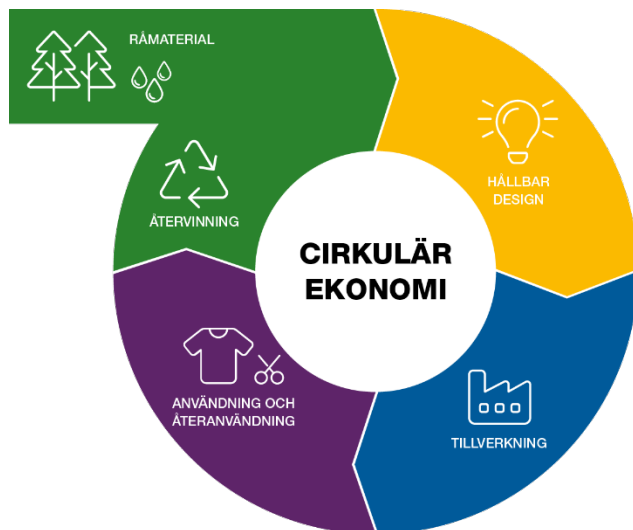 RÅMATERIAL
HÅLLBAR
DESIGN
ÅTERVINNING
CIRKULÄR
EKONOMI
ANVÄNDNING OCH
ÅTERANVÄNDNING
TILLVERKNING